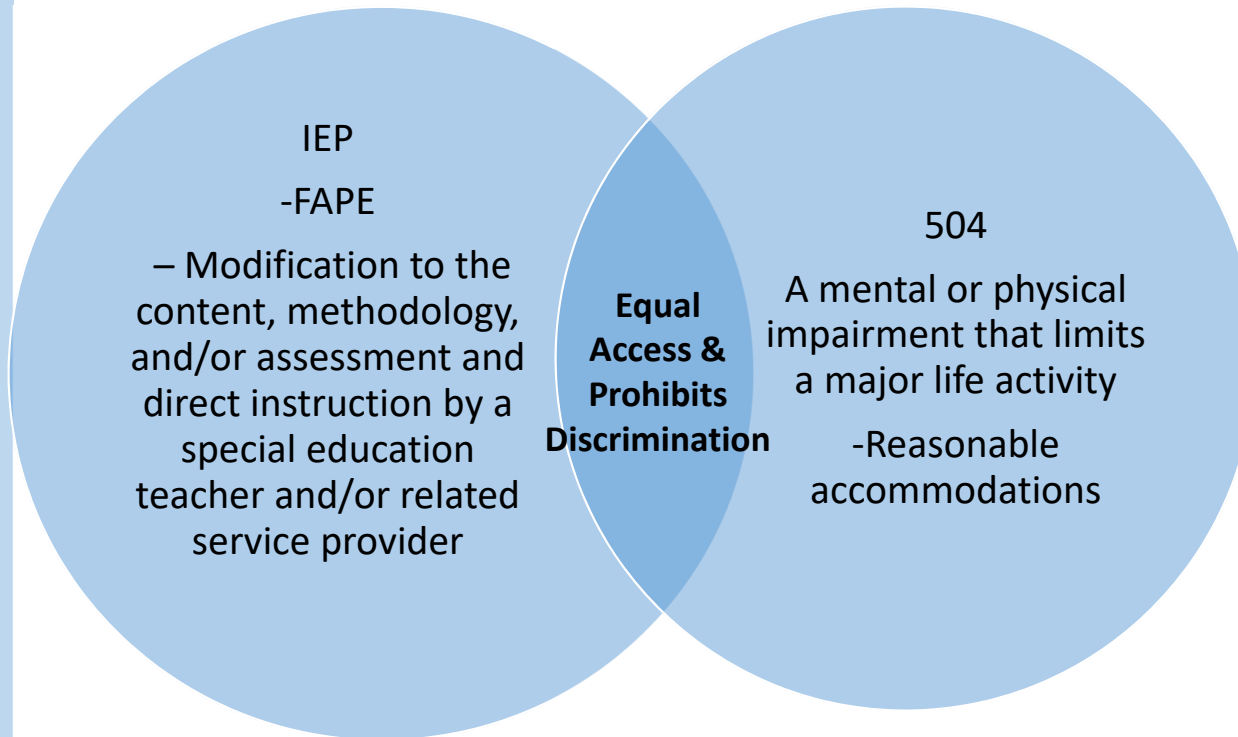 IEP
-FAPE
– Modification to the
content, methodology,
and/or assessment and
direct instruction by a
special education
teacher and/or related
service provider
Equal
Access &
Prohibits
Discrimination
504
A mental or physical
impairment that limits
a major life activity
-Reasonable
accommodations